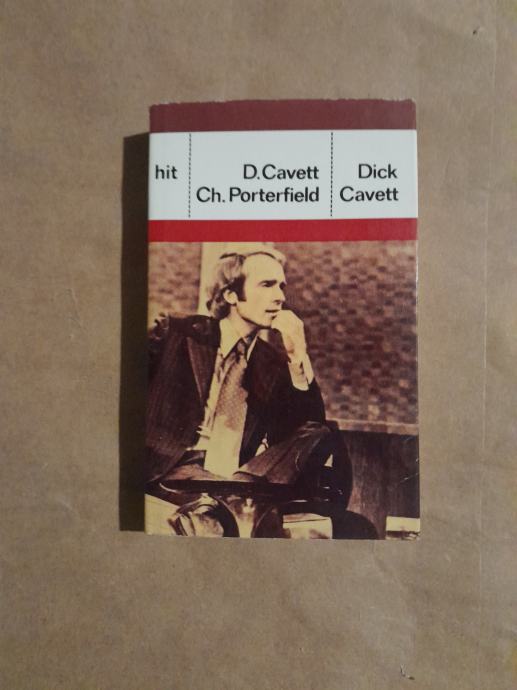 hit
D. Cavett
Ch. Porterfield
Dick
Cavett